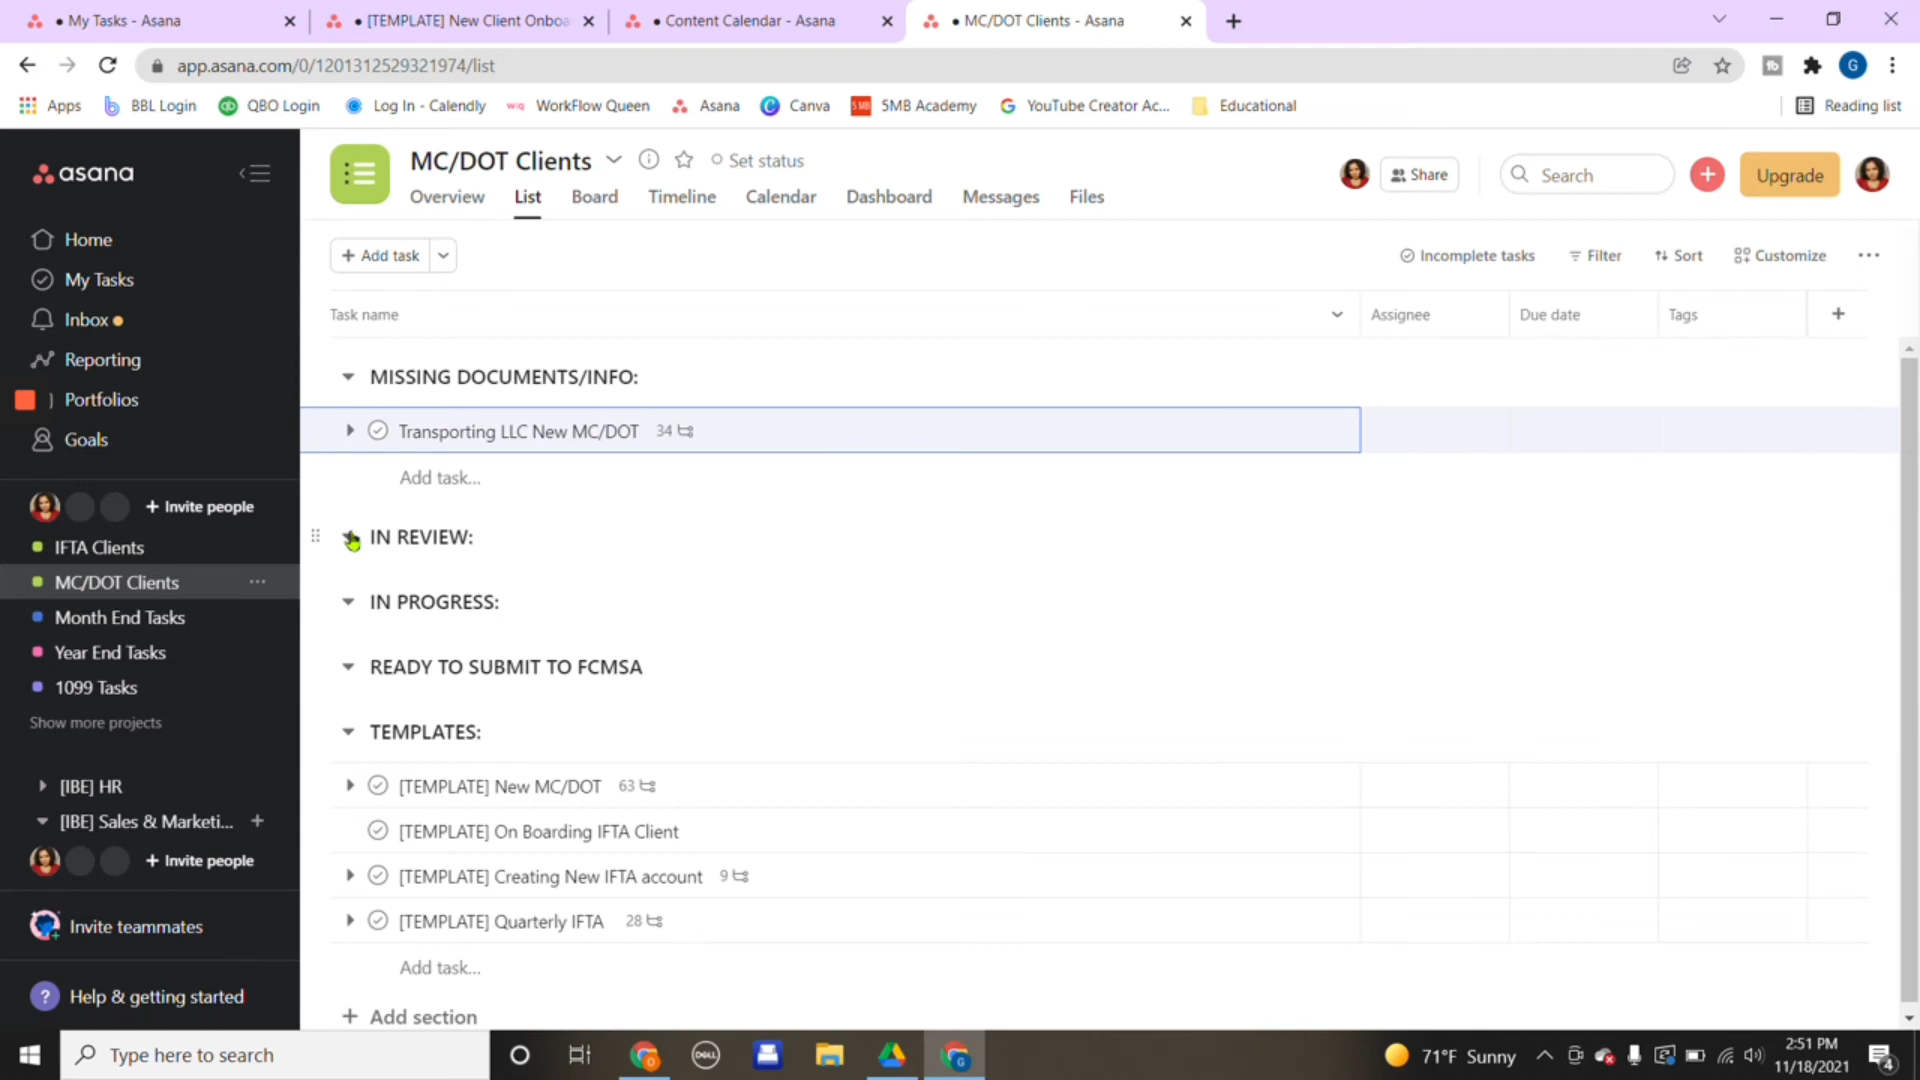 My Tasks - Asana
[TEMPLATE] New Client Onboa
Content Calendar - Asana
MC/DOT Clients - Asana
app.asana.com/0/1201312529321974/list
G
Apps
BBL Login
QBO Login
Log In - Calendly
WorkFlow Queen
Asana
Canva
5MB Academy
YouTube Creator Ac...
Educational
Reading list
asana
MC/DOT Clients
Set status
Share
Search
Upgrade
Overview
List
Board
Timeline
Calendar
Dashboard
Messages
Files
Home
My Tasks
Inbox
Reporting
Portfolios
Goals
+ Invite people
IFTA Clients
MC/DOT Clients
Month End Tasks
Year End Tasks
1099 Tasks
Show more projects
[IBE] HR
[IBE] Sales & Marketi...
+ Invite people
Invite teammates
? Help & getting started
+ Add task
Incomplete tasks
Filter
Sort
Customize
Task name
Assignee
Due date
Tags
MISSING DOCUMENTS/INFO:
Transporting LLC New MC/DOT 34
Add task...
IN REVIEW:
IN PROGRESS:
READY TO SUBMIT TO FCMSA
TEMPLATES:
[TEMPLATE] New MC/DOT 63
[TEMPLATE] On Boarding IFTA Client
[TEMPLATE] Creating New IFTA account 9
[TEMPLATE] Quarterly IFTA 28
Add task...
+ Add section
Type here to search
DELL
71°F Sunny
2:51 PM
11/18/2021
4